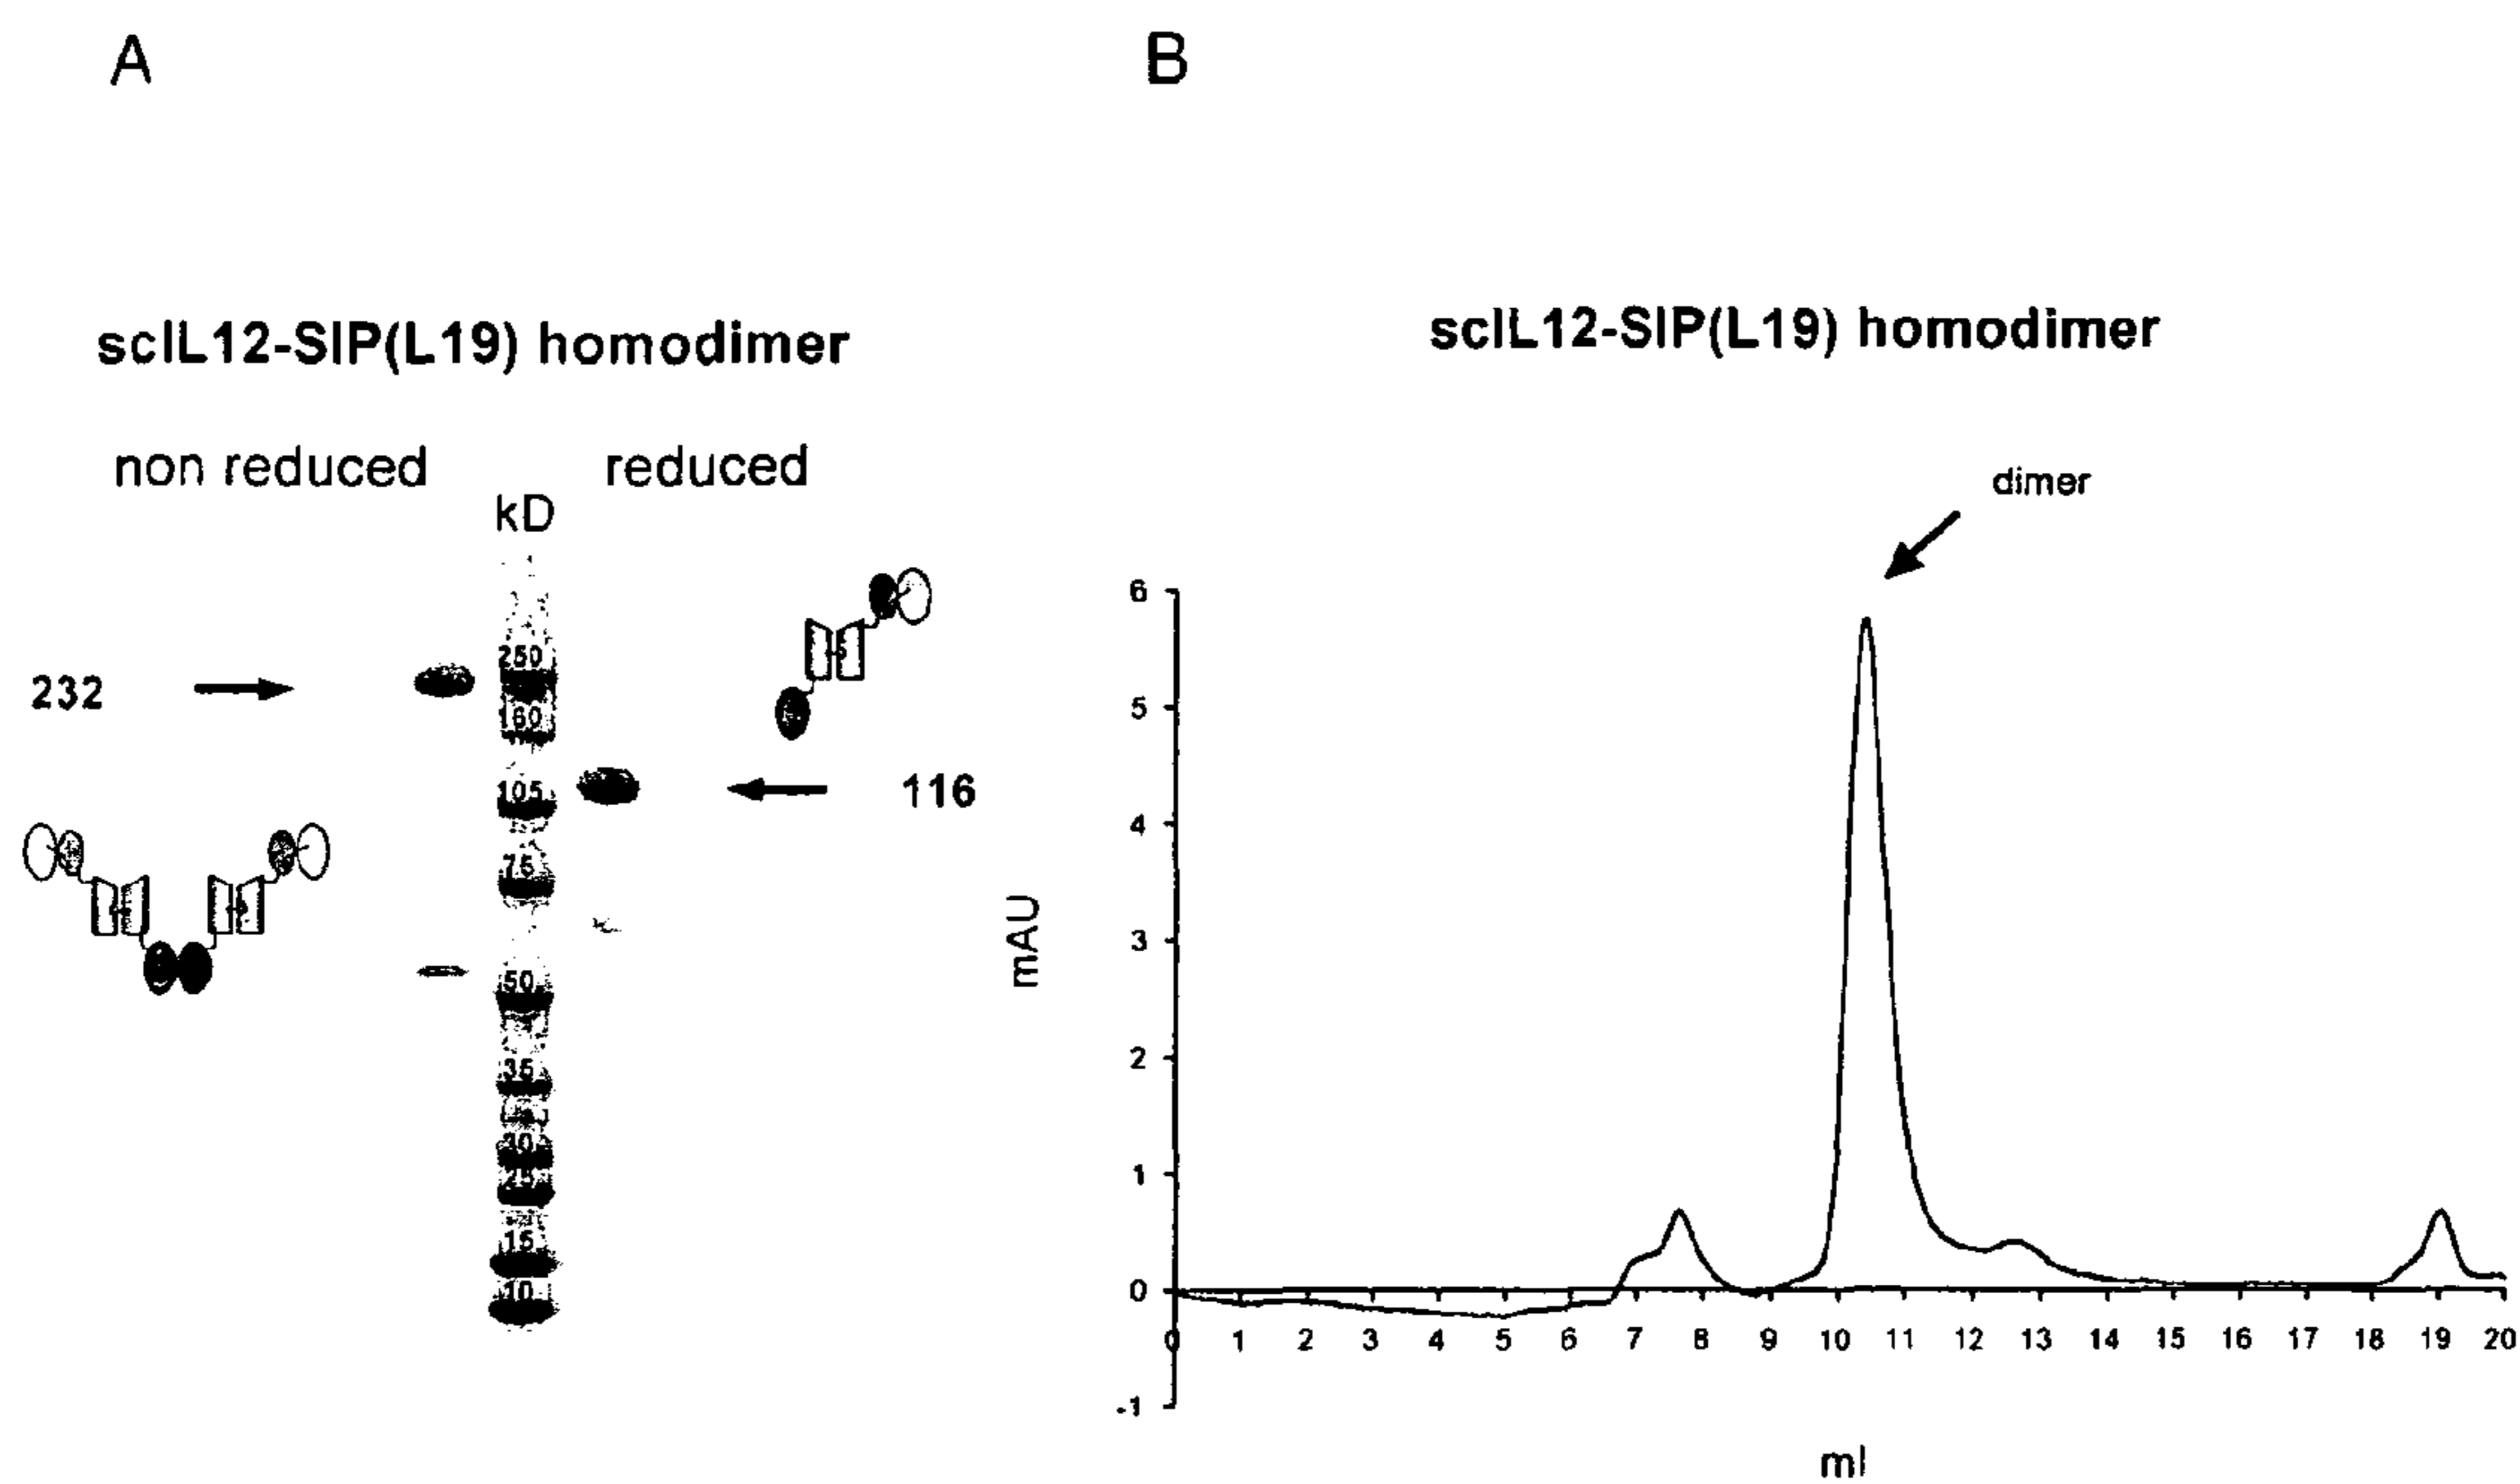 A
scIL12-SIP(L19) homodimer
non reduced
reduced
kD
250
232
160
105
116
75
50
35
30
25
15
10
B
scIL12-SIP(L19) homodimer
dimer
6
5
4
3
2
1
0
-1
mAU
0 1 2 3 4 5 6 7 8 9 10 11 12 13 14 15 16 17 18 19 20
ml